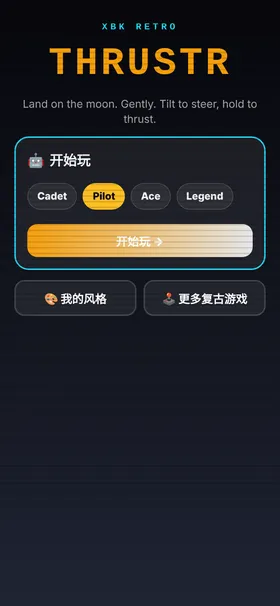 XBK RETRO
THRUSTR
Land on the moon. Gently. Tilt to steer, hold to
thrust.
🤖 开始玩
Cadet Pilot Ace Legend
开始玩 →
🎨 我的风格 🕹️ 更多复古游戏